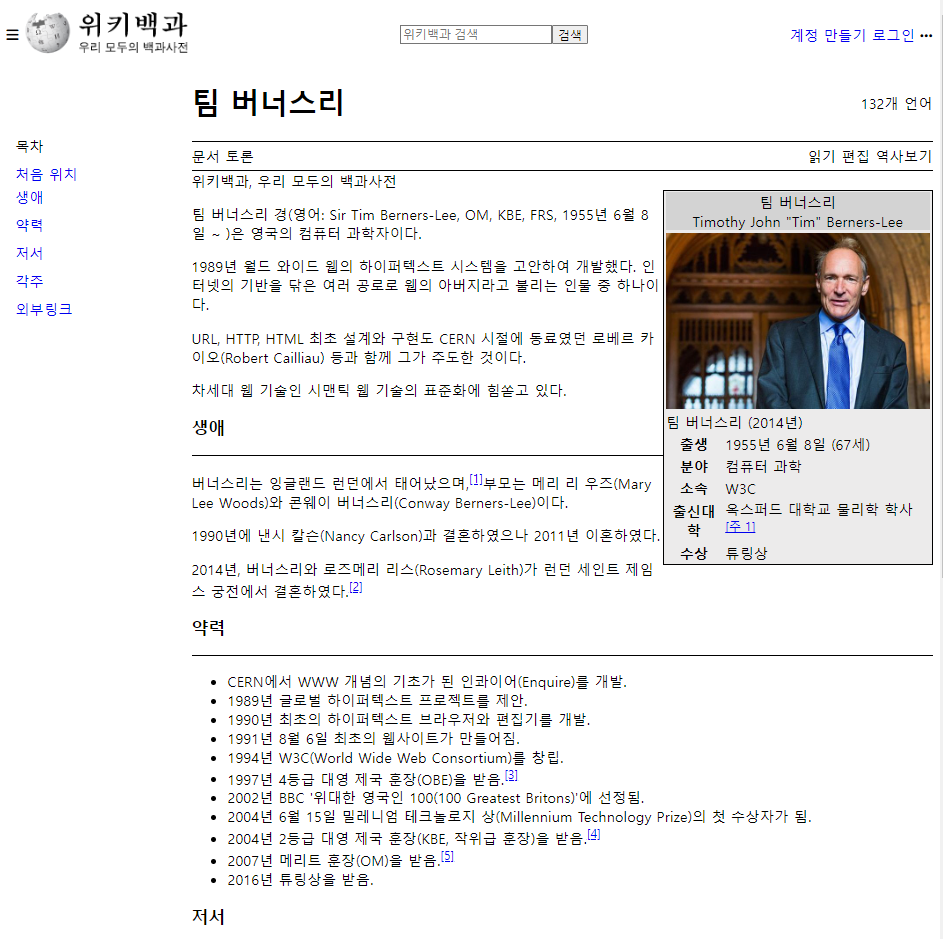 ☰ 위키백과
우리 모두의 백과사전
위키백과 검색 검색
계정 만들기 로그인 •••
팀 버너스리
132개 언어
목차
처음 위치
생애
약력
저서
각주
외부링크
문서 토론
읽기 편집 역사보기
위키백과, 우리 모두의 백과사전
팀 버너스리 경(영어: Sir Tim Berners-Lee, OM, KBE, FRS, 1955년 6월 8
일 ~ )은 영국의 컴퓨터 과학자이다.
1989년 월드 와이드 웹의 하이퍼텍스트 시스템을 고안하여 개발했다. 인
터넷의 기반을 닦은 여러 공로로 웹의 아버지라고 불리는 인물 중 하나이
다.
URL, HTTP, HTML 최초 설계와 구현도 CERN 시절에 동료였던 로베르 카
이오(Robert Cailliau) 등과 함께 그가 주도한 것이다.
차세대 웹 기술인 시맨틱 웹 기술의 표준화에 힘쏟고 있다.
팀 버너스리
Timothy John "Tim" Berners-Lee
팀 버너스리 (2014년)
출생 1955년 6월 8일 (67세)
분야 컴퓨터 과학
소속 W3C
출신대 옥스퍼드 대학교 물리학 학사
학 [주 1]
수상 튜링상
생애
버너스리는 잉글랜드 런던에서 태어났으며,[1]부모는 메리 리 우즈(Mary
Lee Woods)와 콘웨이 버너스리(Conway Berners-Lee)이다.
1990년에 낸시 칼슨(Nancy Carlson)과 결혼하였으나 2011년 이혼하였다.
2014년, 버너스리와 로즈메리 리스(Rosemary Leith)가 런던 세인트 제임
스 궁전에서 결혼하였다.[2]
약력
• CERN에서 WWW 개념의 기초가 된 인콰이어(Enquire)를 개발.
• 1989년 글로벌 하이퍼텍스트 프로젝트를 제안.
• 1990년 최초의 하이퍼텍스트 브라우저와 편집기를 개발.
• 1991년 8월 6일 최초의 웹사이트가 만들어짐.
• 1994년 W3C(World Wide Web Consortium)를 창립.
• 1997년 4등급 대영 제국 훈장(OBE)을 받음.[3]
• 2002년 BBC '위대한 영국인 100(100 Greatest Britons)'에 선정됨.
• 2004년 6월 15일 밀레니엄 테크놀로지 상(Millennium Technology Prize)의 첫 수상자가 됨.
• 2004년 2등급 대영 제국 훈장(KBE, 작위급 훈장)을 받음.[4]
• 2007년 메리트 훈장(OM)을 받음.[5]
• 2016년 튜링상을 받음.
저서